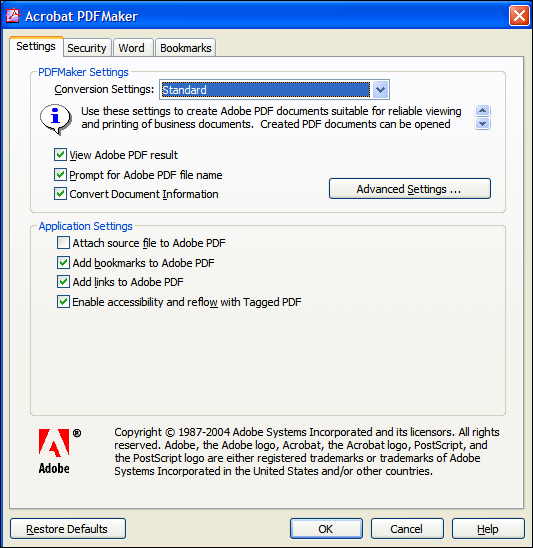 Acrobat PDFMaker
Settings Security Word Bookmarks
PDFMaker Settings
Conversion Settings: Standard
Use these settings to create Adobe PDF documents suitable for reliable viewing
and printing of business documents. Created PDF documents can be opened
View Adobe PDF result
Prompt for Adobe PDF file name
Convert Document Information
Advanced Settings ...
Application Settings
Attach source file to Adobe PDF
Add bookmarks to Adobe PDF
Add links to Adobe PDF
Enable accessibility and reflow with Tagged PDF
Copyright © 1987-2004 Adobe Systems Incorporated and its licensors. All rights
reserved. Adobe, the Adobe logo, Acrobat, the Acrobat logo, PostScript, and
the PostScript logo are either registered trademarks or trademarks of Adobe
Systems Incorporated in the United States and/or other countries.
®
Adobe
Restore Defaults OK Cancel Help